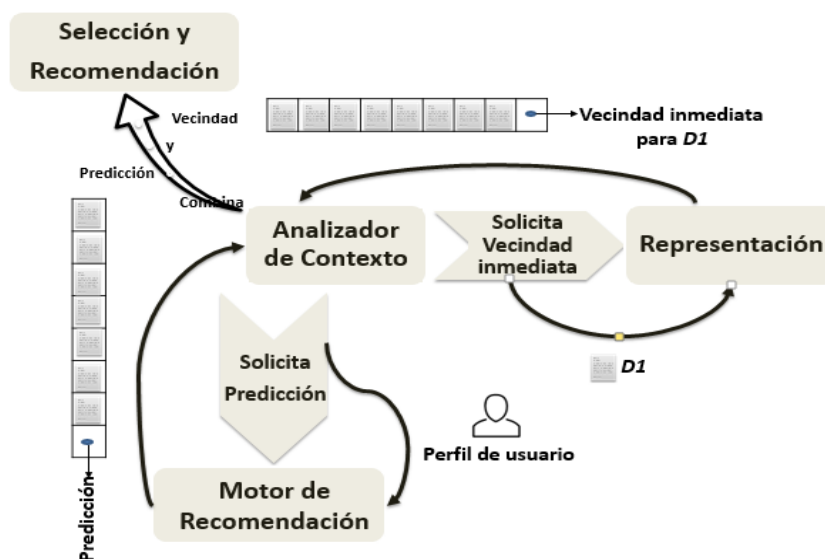 Selección y
Recomendación
Vecindad
y
Predicción
Combina
Vecindad inmediata
para D1
Analizador
de Contexto
Solicita
Vecindad
inmediata
Representación
D1
Solicita
Predicción
Perfil de usuario
Motor de
Recomendación
Predicción